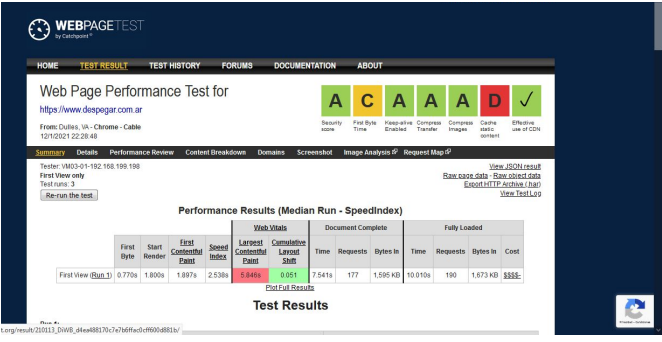 WEBPAGETEST
by Catchpoint®
HOME TEST RESULT TEST HISTORY FORUMS DOCUMENTATION ABOUT
Web Page Performance Test for
https://www.despegar.com.ar
From: Dulles, VA - Chrome - Cable
12/1/2021 22:28:48
A C A A A D ✓
Security score
First Byte Time
Keep-alive Enabled
Compress Transfer
Compress Images
Cache static content
Effective use of CDN
Summary Details Performance Review Content Breakdown Domains Screenshot Image Analysis Request Map
Tester: VM03-01-192.168.199.198
First View only
Test runs: 3
Re-run the test
View JSON result
Raw page data - Raw object data
Export HTTP Archive (.har)
View Test Log
Performance Results (Median Run - SpeedIndex)
Web Vitals Document Complete Fully Loaded
First Byte Start Render First Contentful Paint Speed Index Largest Contentful Paint Cumulative Layout Shift Time Requests Bytes In Time Requests Bytes In Cost
First View (Run 1) 0.770s 1.800s 1.897s 2.538s 5.846s 0.051 7.541s 177 1,595 KB 10.010s 190 1,673 KB $$$$-
Plot Full Results
Test Results